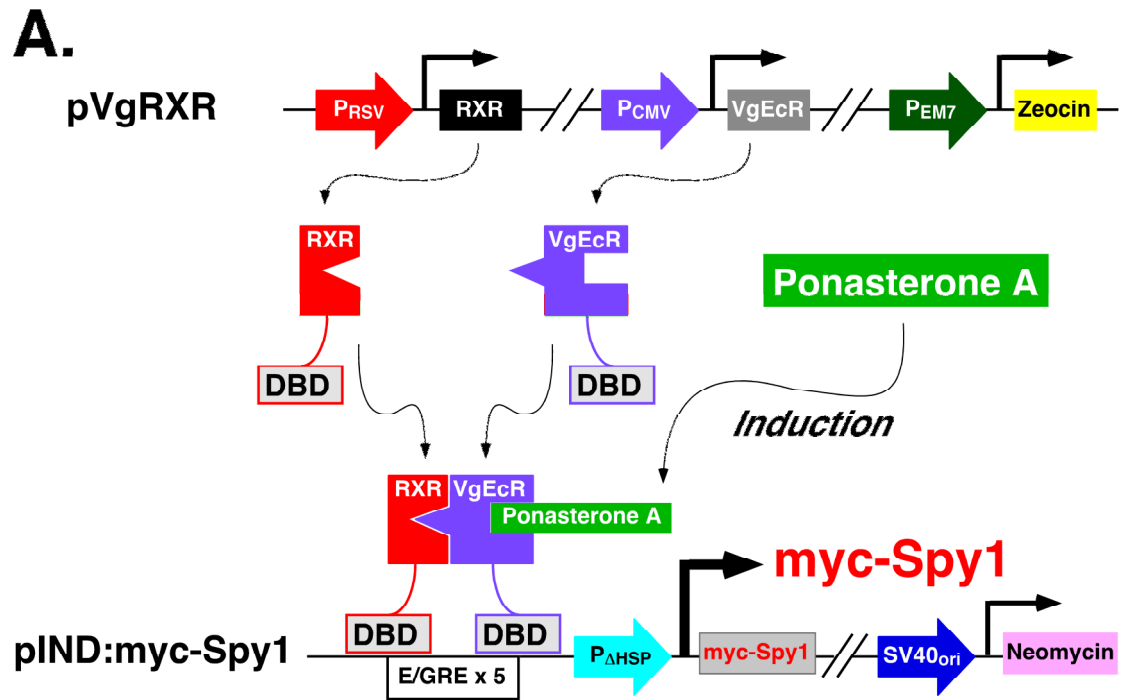 A.
pVgRXR
PRSV
RXR
PCMV
VgEcR
PEM7
Zeocin
RXR
VgEcR
Ponasterone A
DBD
DBD
Induction
RXR
VgEcR
Ponasterone A
myc-Spy1
DBD
DBD
pIND:myc-Spy1
PΔHSP
myc-Spy1
SV40ori
Neomycin
E/GRE x 5